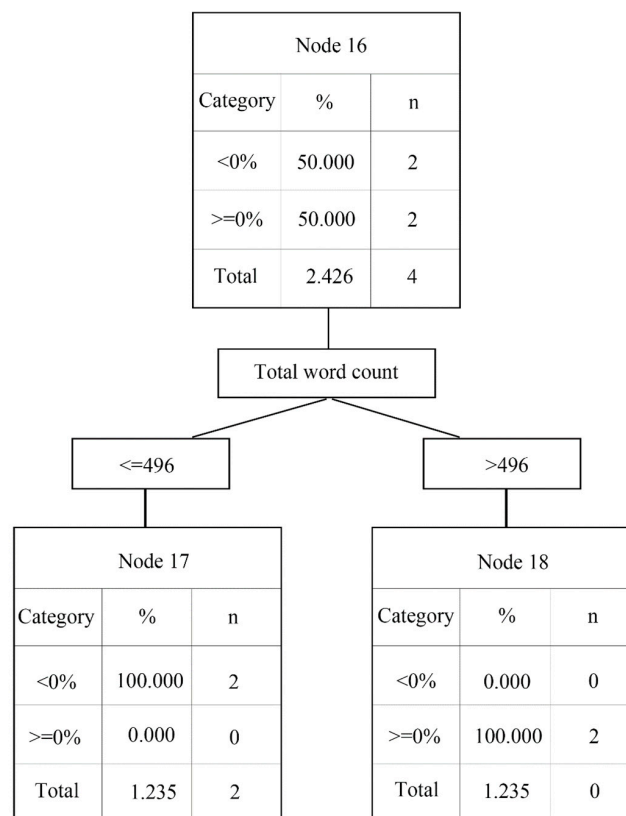 Node 16
Category % n
<0% 50.000 2
>=0% 50.000 2
Total 2.426 4
Total word count
<=496 >496
Node 17 Node 18
Category % n Category % n
<0% 100.000 2 <0% 0.000 0
>=0% 0.000 0 >=0% 100.000 2
Total 1.235 2 Total 1.235 0